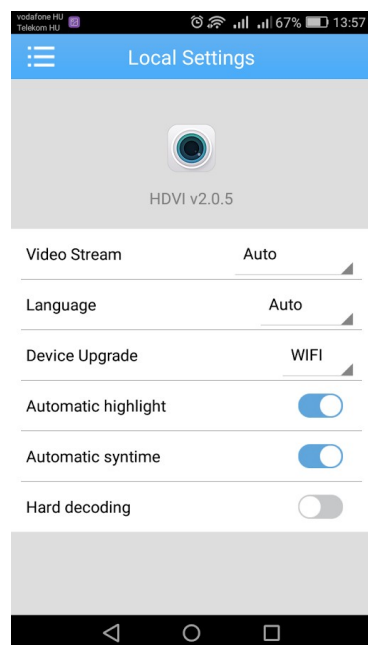 vodafone HU
Telekom HU
67% 13:57
Local Settings
HDVI v2.0.5
Video Stream Auto
Language Auto
Device Upgrade WIFI
Automatic highlight
Automatic syntime
Hard decoding